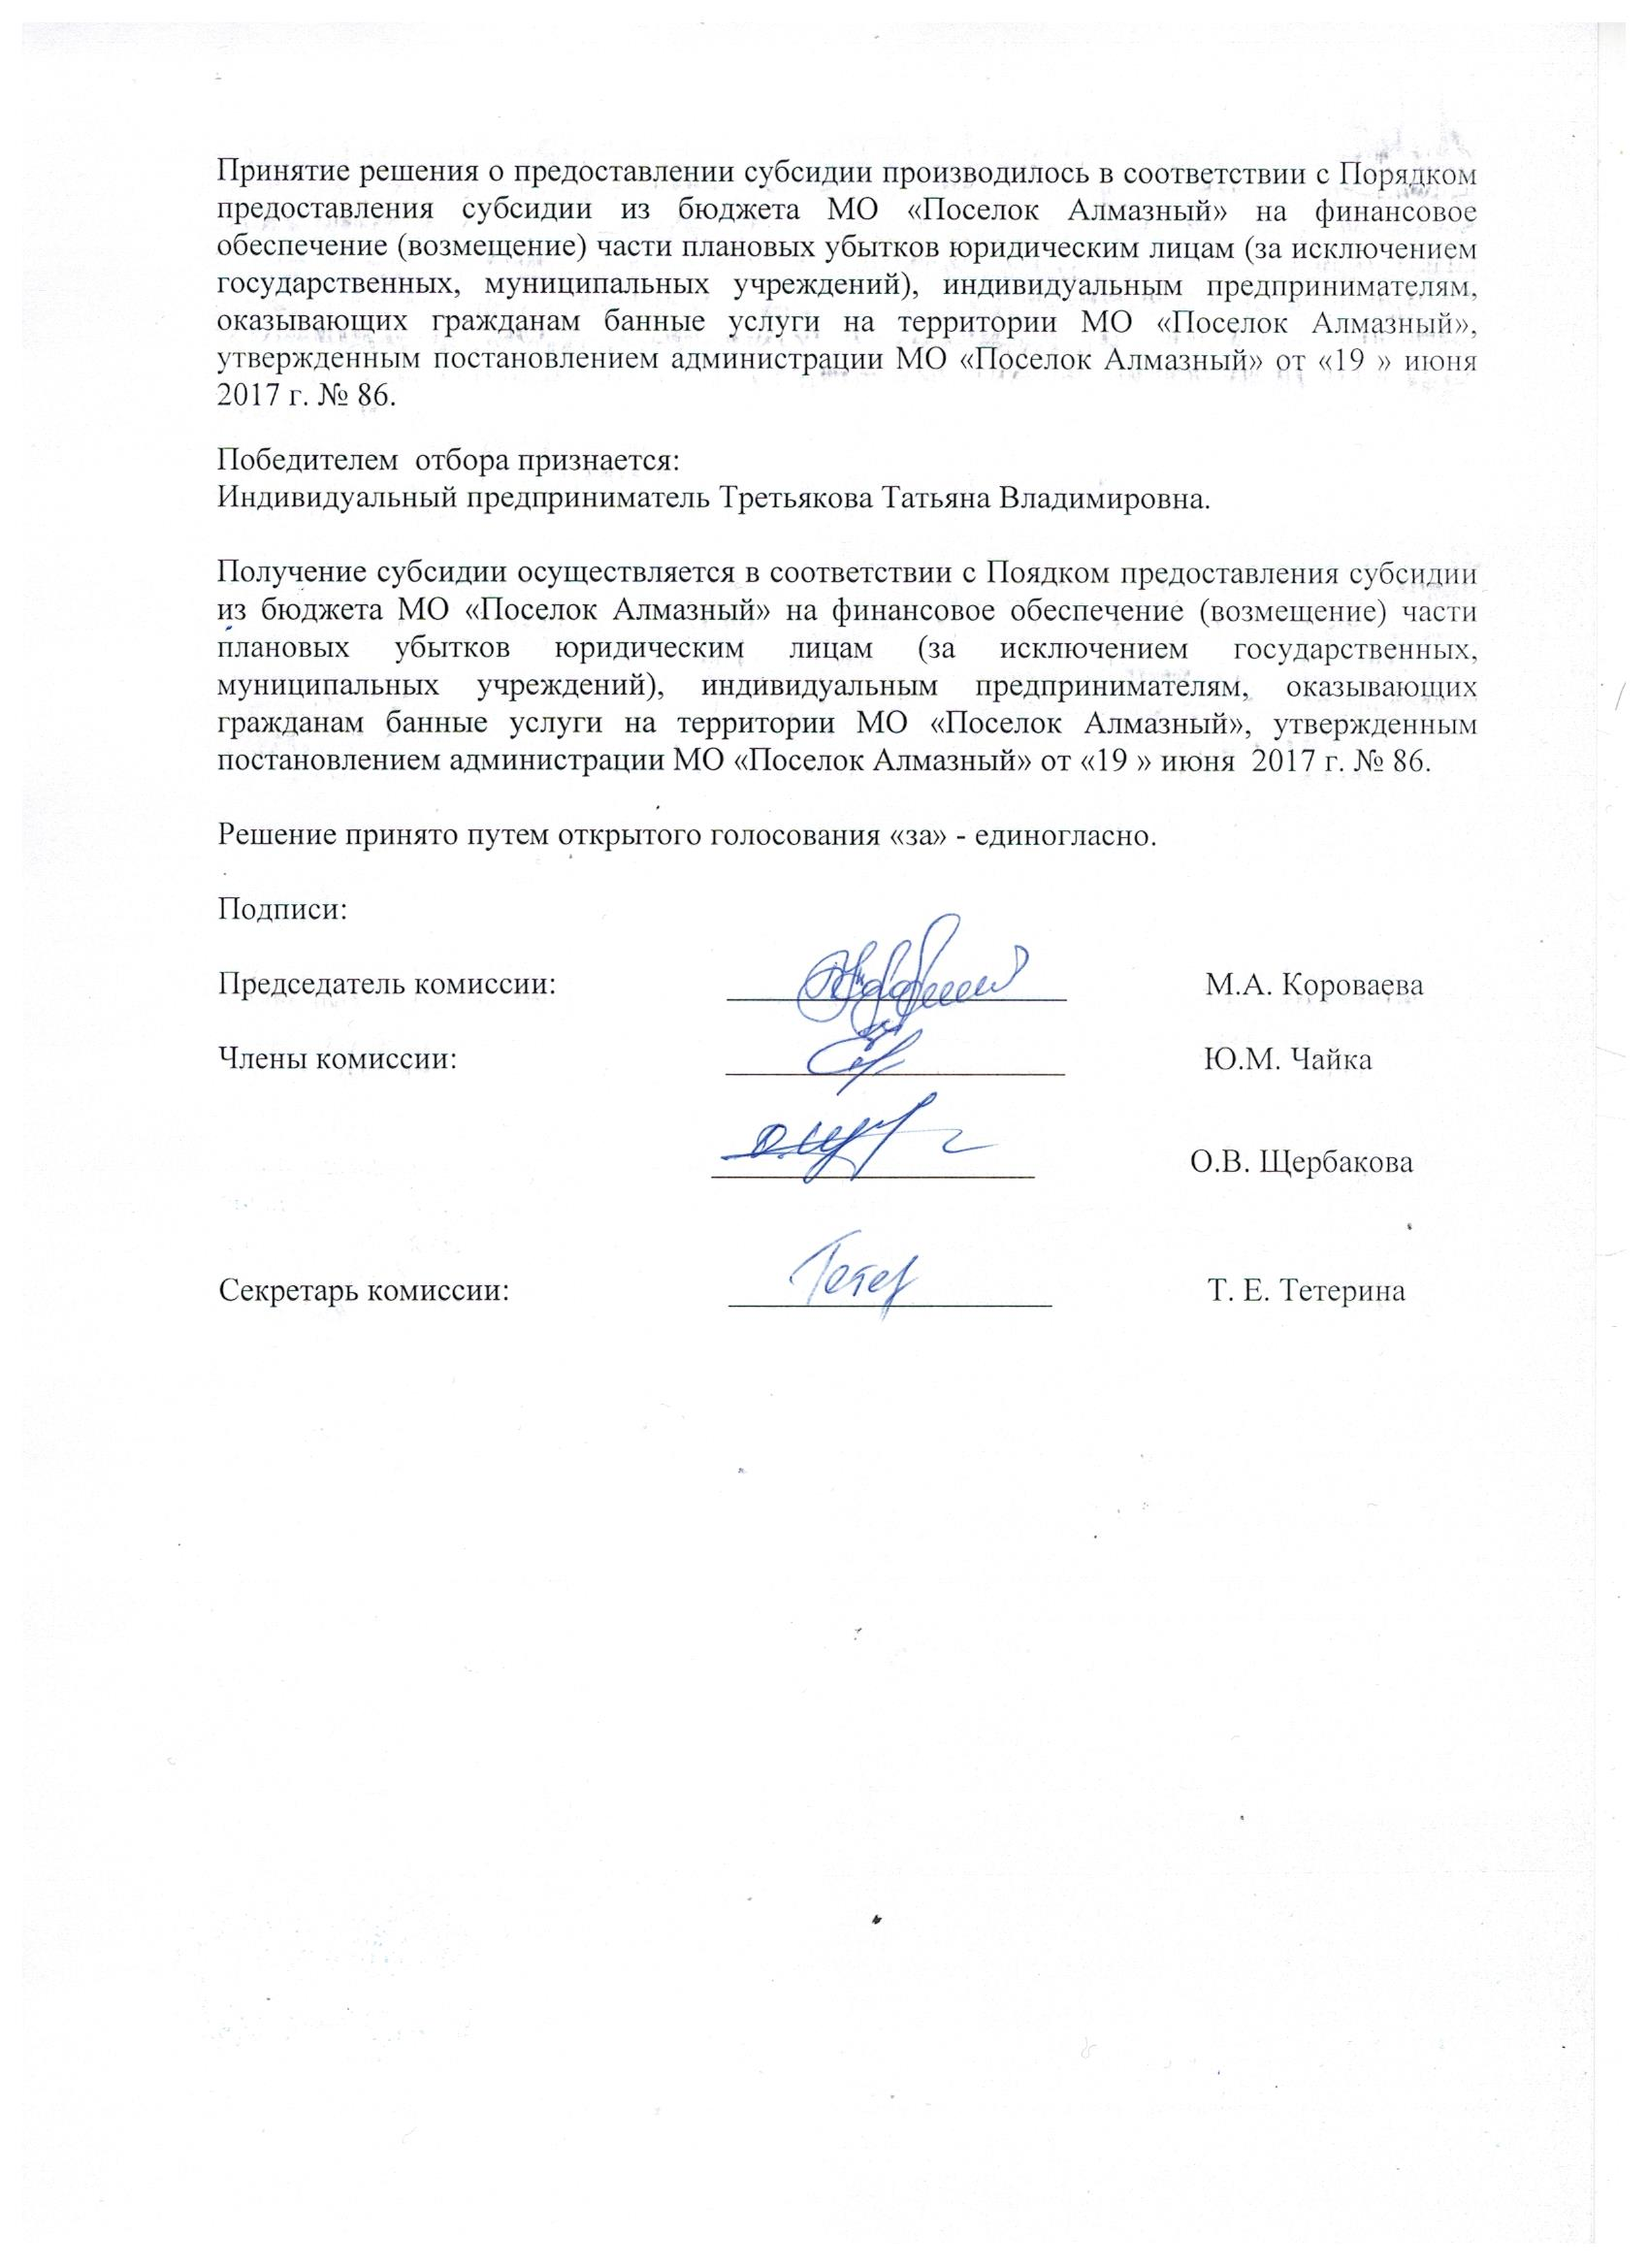 Принятие решения о предоставлении субсидии производилось в соответствии с Порядком
предоставления субсидии из бюджета МО «Поселок Алмазный» на финансовое
обеспечение (возмещение) части плановых убытков юридическим лицам (за исключением
государственных, муниципальных учреждений), индивидуальным предпринимателям,
оказывающих гражданам банные услуги на территории МО «Поселок Алмазный»,
утвержденным постановлением администрации МО «Поселок Алмазный» от «19 » июня
2017 г. № 86.
Победителем отбора признается:
Индивидуальный предприниматель Третьякова Татьяна Владимировна.
Получение субсидии осуществляется в соответствии с Поядком предоставления субсидии
из бюджета МО «Поселок Алмазный» на финансовое обеспечение (возмещение) части
плановых убытков юридическим лицам (за исключением государственных,
муниципальных учреждений), индивидуальным предпринимателям, оказывающих
гражданам банные услуги на территории МО «Поселок Алмазный», утвержденным
постановлением администрации МО «Поселок Алмазный» от «19 » июня 2017 г. № 86.
Решение принято путем открытого голосования «за» - единогласно.
Подписи:
Председатель комиссии: М.А. Короваева
Члены комиссии: Ю.М. Чайка
О.В. Щербакова
Секретарь комиссии: Тетер Т. Е. Тетерина